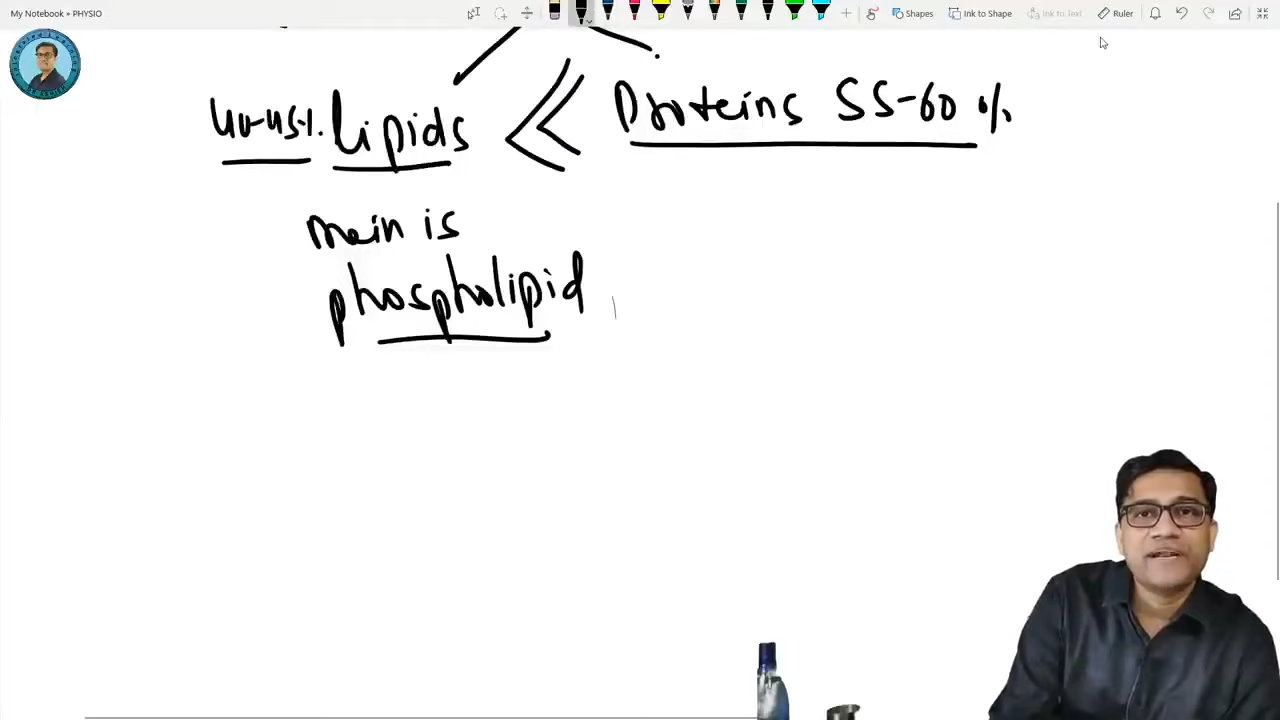 My Notebook » PHYSIO
Shapes
Ink to Shape
Ink to Text
Ruler
40-45%. lipids << Proteins 55-60 %
main is
phospholipid